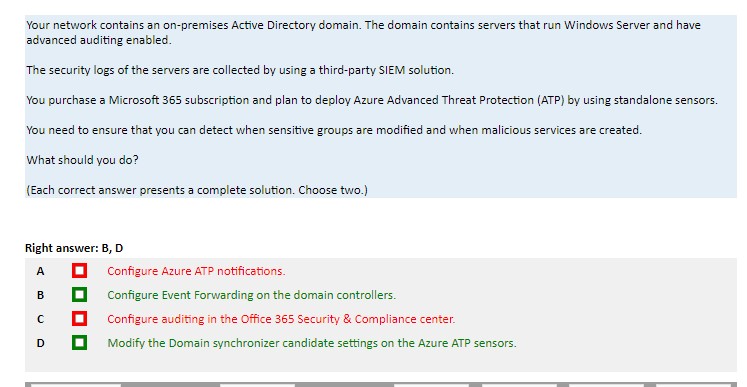 Your network contains an on-premises Active Directory domain. The domain contains servers that run Windows Server and have
advanced auditing enabled.
The security logs of the servers are collected by using a third-party SIEM solution.
You purchase a Microsoft 365 subscription and plan to deploy Azure Advanced Threat Protection (ATP) by using standalone sensors.
You need to ensure that you can detect when sensitive groups are modified and when malicious services are created.
What should you do?
(Each correct answer presents a complete solution. Choose two.)
Right answer: B, D
A Configure Azure ATP notifications.
B Configure Event Forwarding on the domain controllers.
C Configure auditing in the Office 365 Security & Compliance center.
D Modify the Domain synchronizer candidate settings on the Azure ATP sensors.